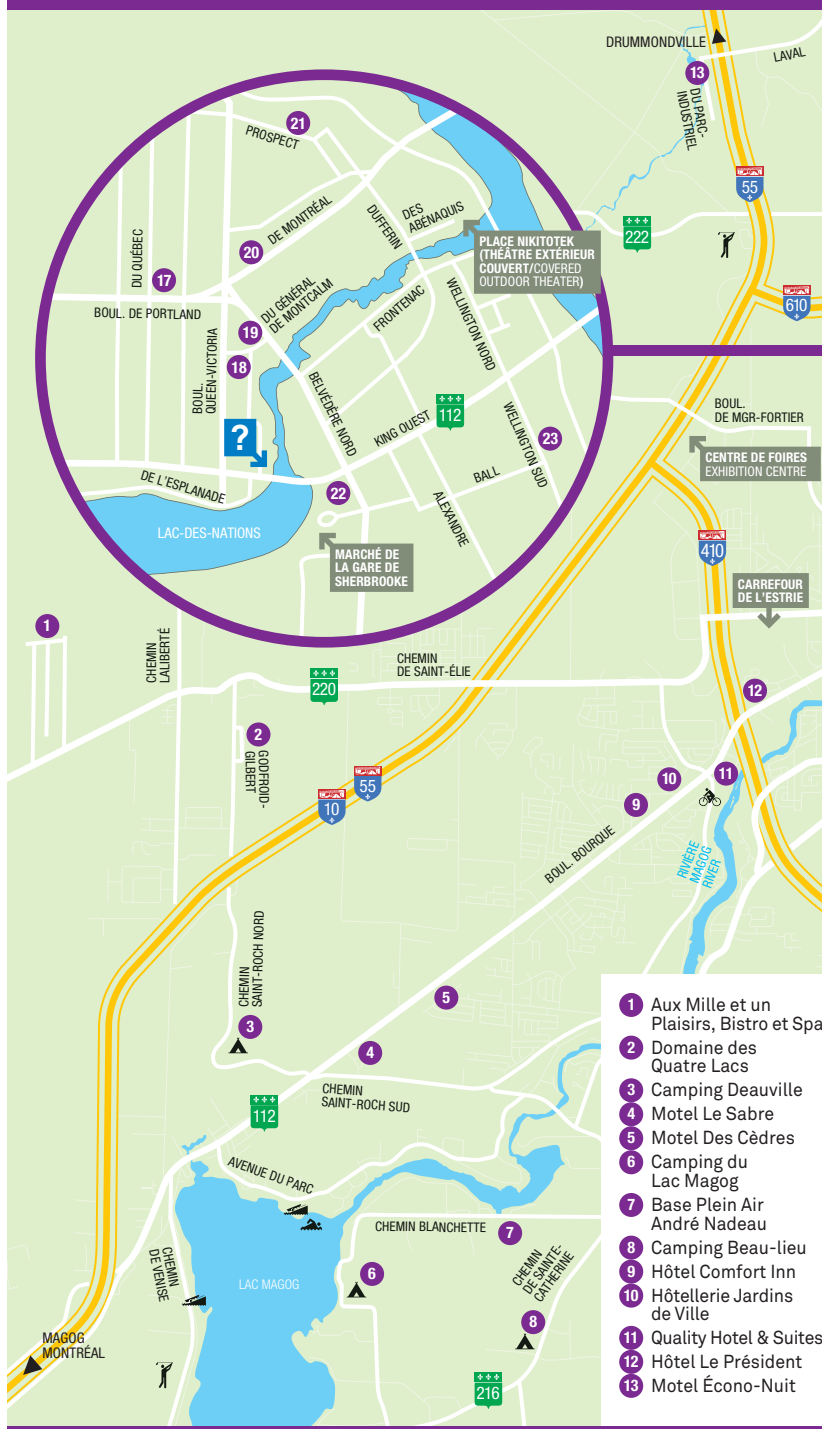 DRUMMONDVILLE
LAVAL
13
DU PARC-
INDUSTRIEL
55
222
610
21
PROSPECT
DUFFERIN
DES
ABÉNAQUIS
DE MONTRÉAL
20
DU QUÉBEC
17
BOUL. DE PORTLAND
PLACE NIKITOTEK
(THÉÂTRE EXTÉRIEUR
COUVERT/COVERED
OUTDOOR THEATER)
DU GÉNÉRAL
DE MONTCALM
FRONTENAC
WELLINGTON NORD
19
18
BOUL.
QUEEN-VICTORIA
BELVÉDÈRE NORD
KING OUEST
112
WELLINGTON SUD
23
?
DE L'ESPLANADE
22
BALL
ALEXANDRE
LAC-DES-NATIONS
MARCHÉ DE
LA GARE DE
SHERBROOKE
BOUL.
DE MGR-FORTIER
CENTRE DE FOIRES
EXHIBITION CENTRE
410
CARREFOUR
DE L'ESTRIE
1
CHEMIN
LALIBERTÉ
CHEMIN
DE SAINT-ÉLIE
220
12
2
GODFROID-
GILBERT
55
10
10
11
9
BOUL. BOURQUE
RIVIÈRE
MAGOG
RIVER
CHEMIN
SAINT-ROCH NORD
5
3
4
CHEMIN
SAINT-ROCH SUD
112
AVENUE DU PARC
CHEMIN BLANCHETTE
7
CHEMIN
DE VENISE
LAC MAGOG
6
CHEMIN
DE SAINTE-
CATHERINE
8
MAGOG
MONTRÉAL
216
1 Aux Mille et un
Plaisirs, Bistro et Spa
2 Domaine des
Quatre Lacs
3 Camping Deauville
4 Motel Le Sabre
5 Motel Des Cèdres
6 Camping du
Lac Magog
7 Base Plein Air
André Nadeau
8 Camping Beau-lieu
9 Hôtel Comfort Inn
10 Hôtellerie Jardins
de Ville
11 Quality Hotel & Suites
12 Hôtel Le Président
13 Motel Écono-Nuit